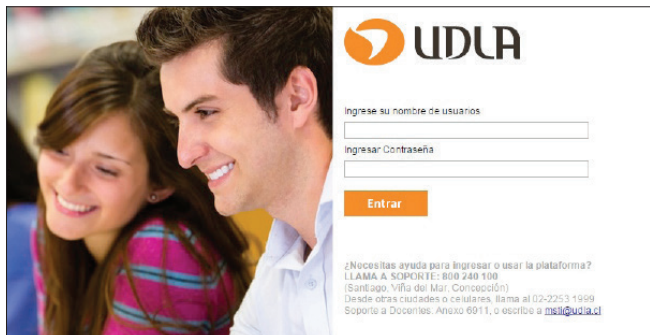 UDLA
Ingrese su nombre de usuarios
Ingresar Contraseña
Entrar
¿Necesitas ayuda para ingresar o usar la plataforma?
LLAMA A SOPORTE: 800 240 100
(Santiago, Viña del Mar, Concepción)
Desde otras ciudades o celulares, llama al 02-2253 1999
Soporte a Docentes, Anexo 6911, o escribe a msti@udla.cl